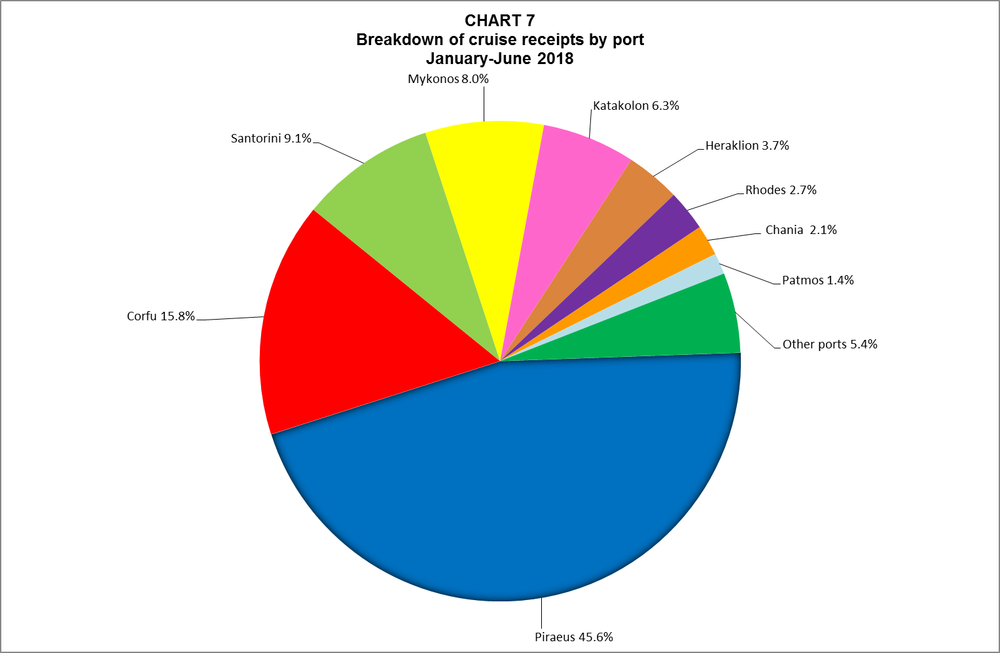 CHART 7
Breakdown of cruise receipts by port
January-June 2018
Mykonos 8.0%
Katakolon 6.3%
Santorini 9.1%
Heraklion 3.7%
Rhodes 2.7%
Chania  2.1%
Patmos 1.4%
Corfu 15.8%
Other ports 5.4%
Piraeus 45.6%